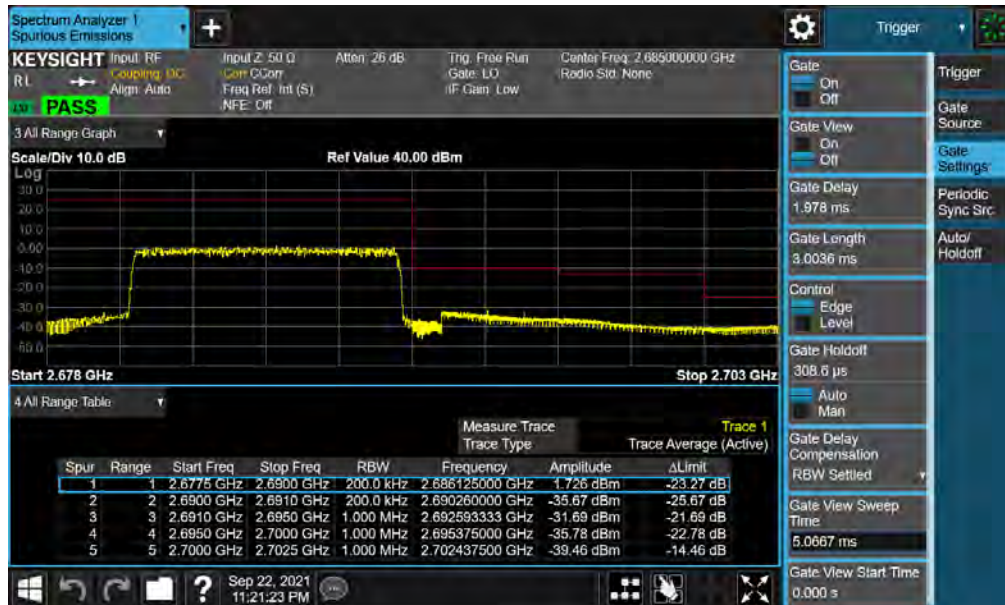 Spectrum Analyzer 1
Spurious Emissions
Trigger
KEYSIGHT
Input: RF
Coupling: DC
Align: Auto
Input Z: 50 Ω
Corr CCorr
Freq Ref: Int (S)
NFE: Off
Atten: 26 dB
Trig: Free Run
Gate: LO
IF Gain: Low
Center Freq: 2.685000000 GHz
Radio Std: None
PASS
3 All Range Graph
Scale/Div 10.0 dB
Ref Value 40.00 dBm
Log
30.0
20.0
10.0
0.00
-10.0
-20.0
-30.0
-40.0
-50.0
Start 2.678 GHz
Stop 2.703 GHz
4 All Range Table
Measure Trace Trace 1
Trace Type Trace Average (Active)
Spur Range Start Freq Stop Freq RBW Frequency Amplitude ΔLimit
1 1 2.6775 GHz 2.6900 GHz 200.0 kHz 2.686125000 GHz 1.726 dBm -23.27 dB
2 2 2.6900 GHz 2.6910 GHz 200.0 kHz 2.690260000 GHz -35.67 dBm -25.67 dB
3 3 2.6910 GHz 2.6950 GHz 1.000 MHz 2.692593333 GHz -31.69 dBm -21.69 dB
4 4 2.6950 GHz 2.7000 GHz 1.000 MHz 2.695375000 GHz -35.78 dBm -22.78 dB
5 5 2.7000 GHz 2.7025 GHz 1.000 MHz 2.702437500 GHz -39.46 dBm -14.46 dB
Gate
On
Off
Gate View
On
Off
Gate Delay
1.978 ms
Gate Length
3.0036 ms
Control
Edge
Level
Gate Holdoff
308.6 µs
Auto
Man
Gate Delay
Compensation
RBW Settled
Gate View Sweep
Time
5.0667 ms
Gate View Start Time
0.000 s
Trigger
Gate
Source
Gate
Settings
Periodic
Sync Src
Auto/
Holdoff
?
Sep 22, 2021
11:21:23 PM